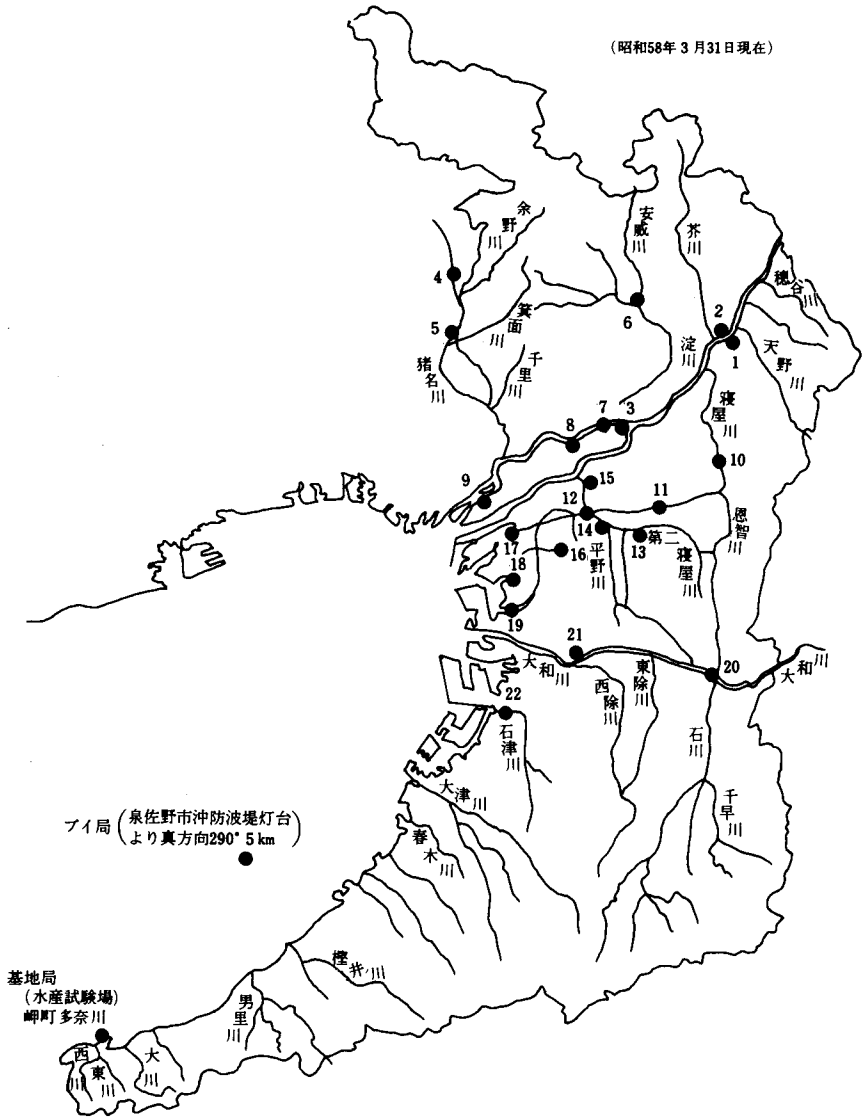 (昭和58年3月31日現在)
余野川
安威川
芥川
穂谷川
4
2
6
箕面川
5
淀川
1
天野川
千里川
猪名川
寝屋川
7
3
8
10
9
15
12
11
恩智川
14
第二寝屋川
17
16
平野川
13
18
19
21
大和川
20
大和川
東除川
西除川
22
石川
石津川
大津川
千早川
ブイ局(泉佐野市沖防波堤灯台
より真方向290°5km)
春木川
樫井川
基地局
(水産試験場)
岬町多奈川
男里川
西川
東川
大川